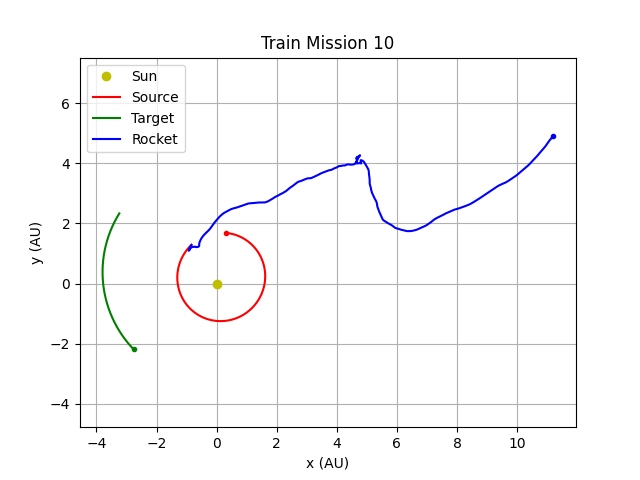 Train Mission 10
Sun
Source
Target
Rocket
6
4
2
0
−2
−4
y (AU)
−4 −2 0 2 4 6 8 10
x (AU)